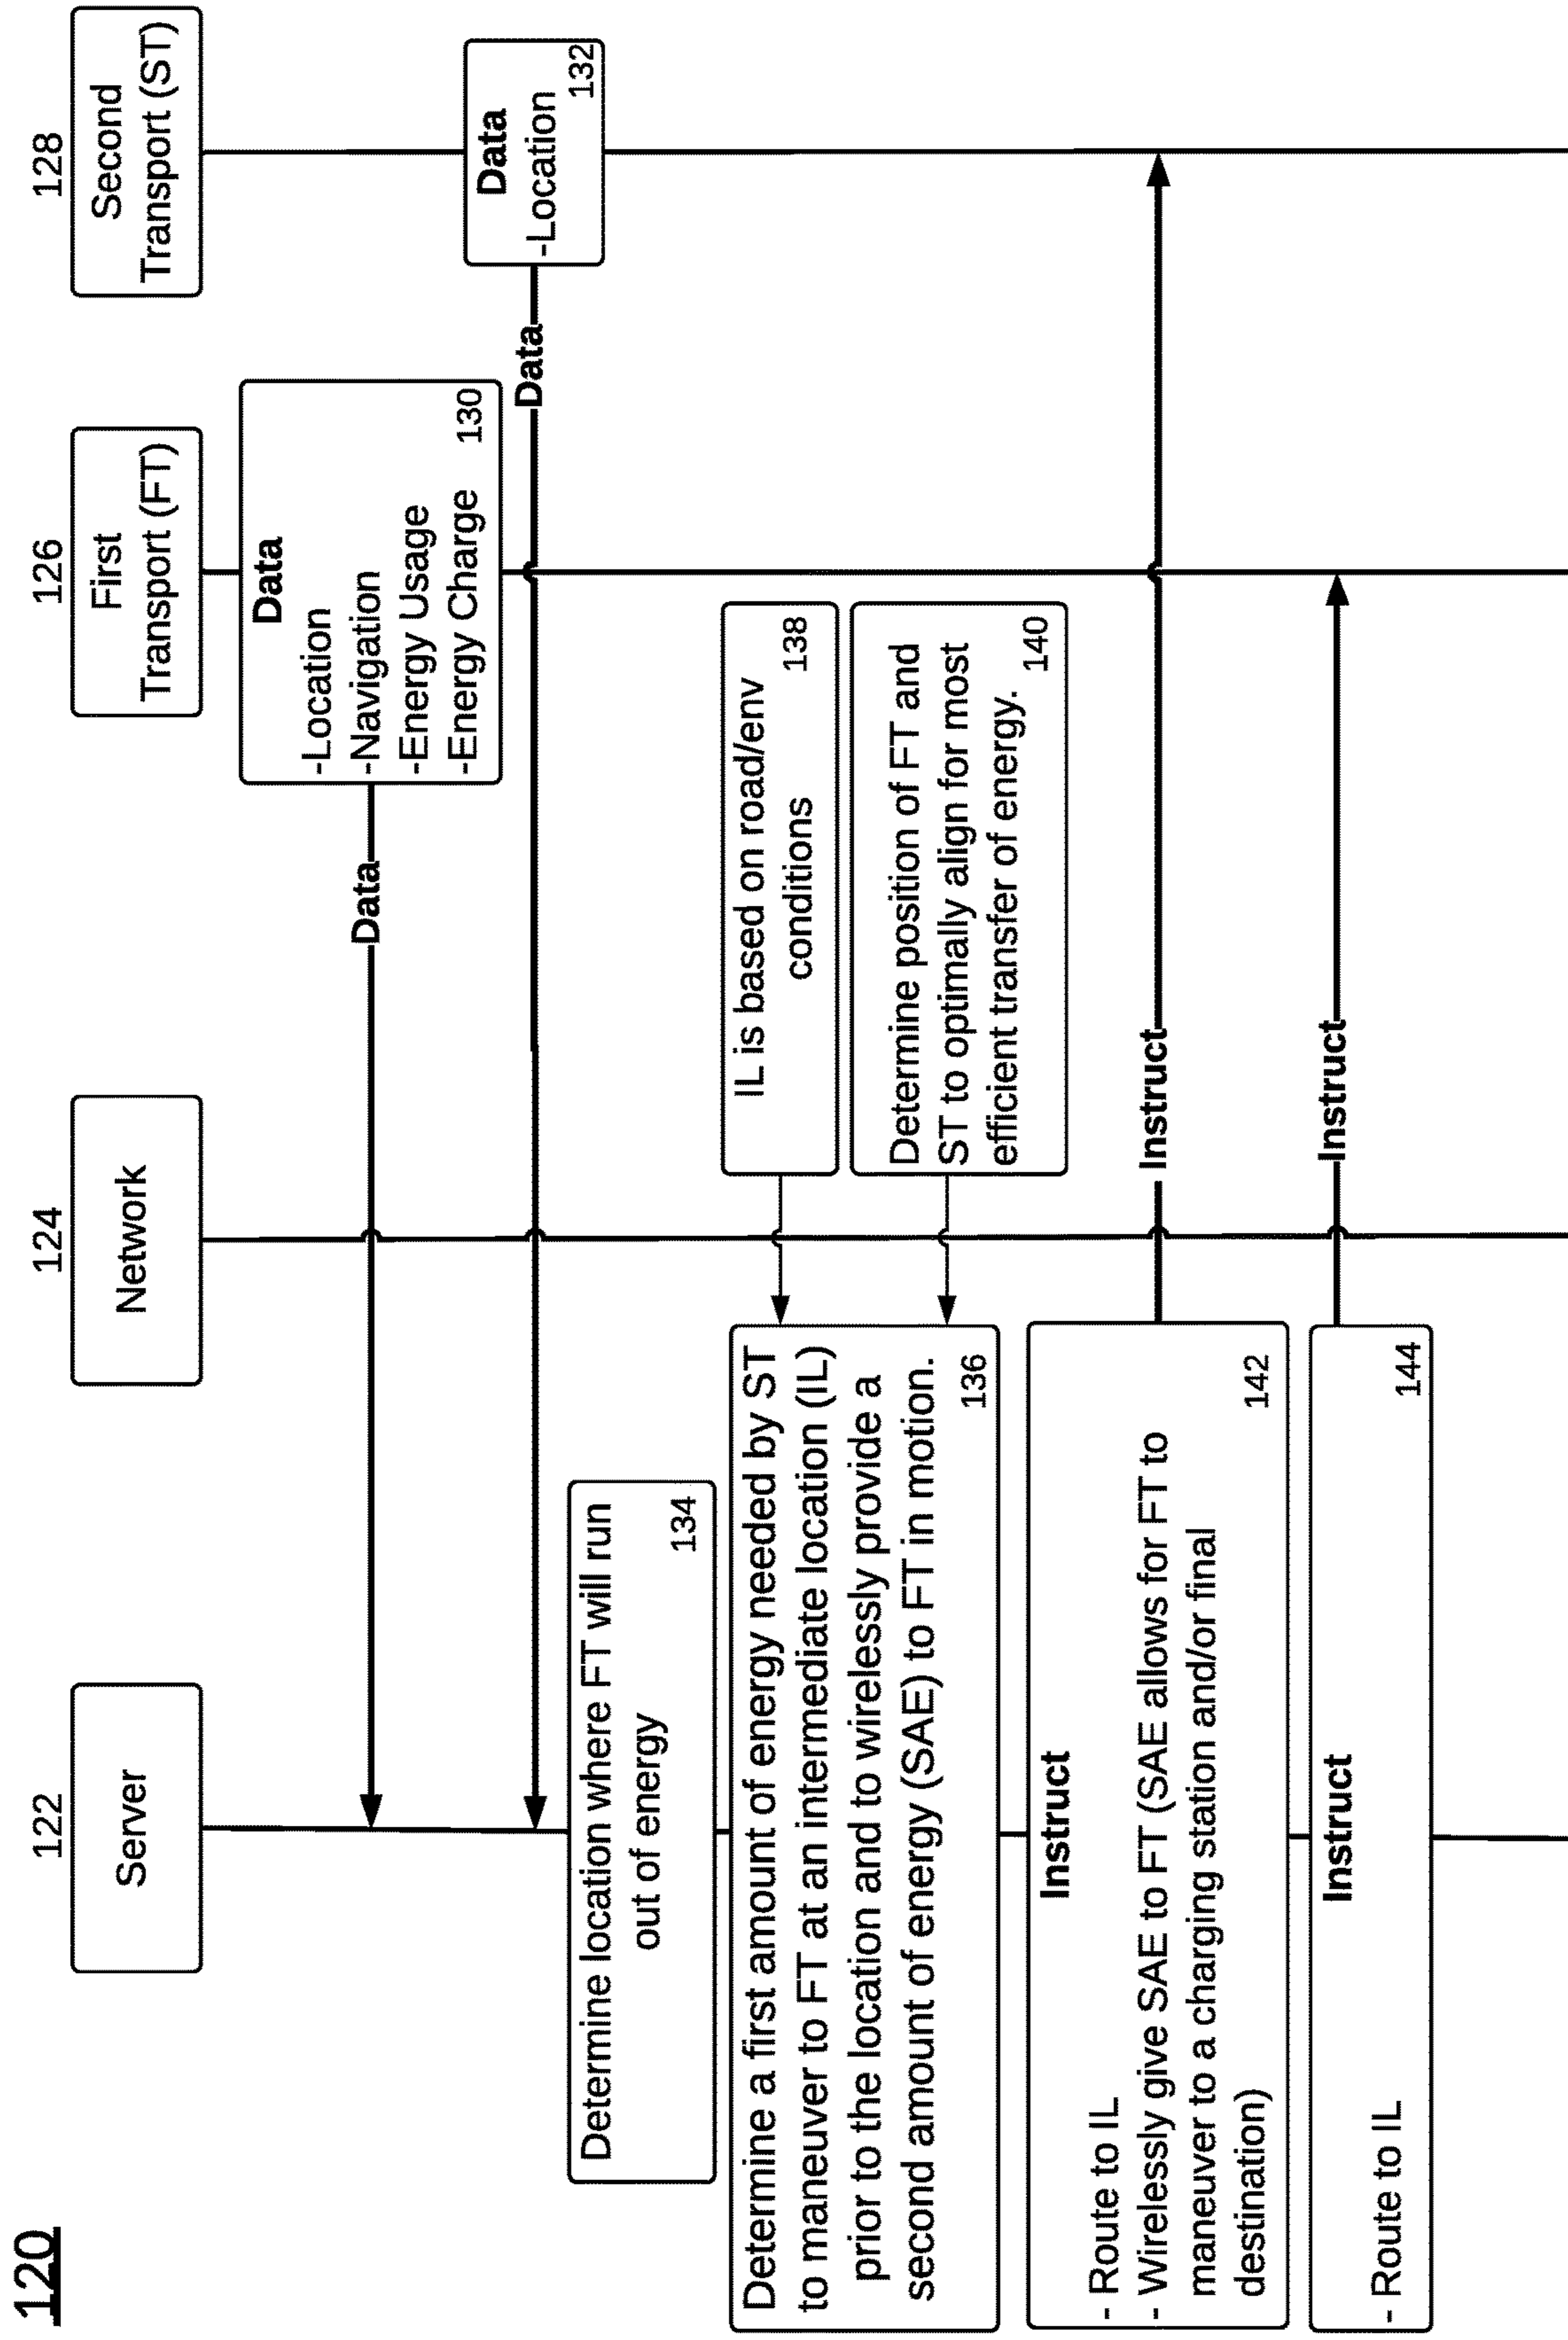 120
122
Server
124
Network
126
First
Transport (FT)
128
Second
Transport (ST)
Data
-Location
-Navigation
-Energy Usage
-Energy Charge
130
Data
Data
-Location
132
Data
Determine location where FT will run
out of energy
134
Determine a first amount of energy needed by ST
to maneuver to FT at an intermediate location (IL)
prior to the location and to wirelessly provide a
second amount of energy (SAE) to FT in motion.
136
IL is based on road/env
conditions
138
Determine position of FT and
ST to optimally align for most
efficient transfer of energy.
140
Instruct
- Route to IL
- Wirelessly give SAE to FT (SAE allows for FT to
maneuver to a charging station and/or final
destination)
142
Instruct
Instruct
- Route to IL
144
Instruct